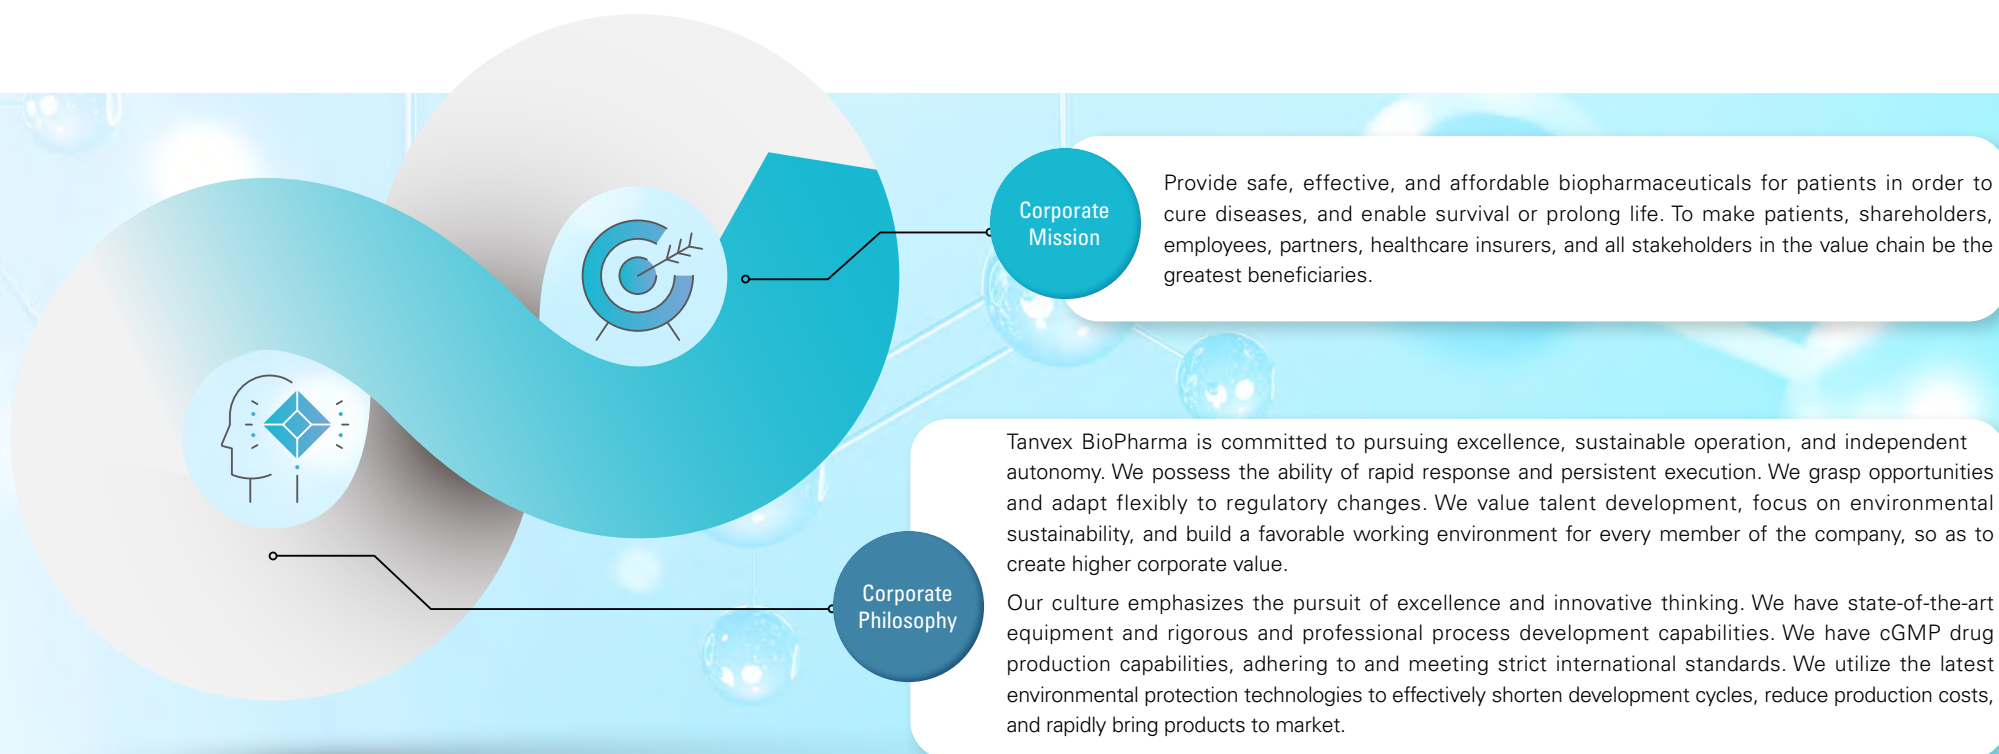 Corporate
Mission
Provide safe, effective, and affordable biopharmaceuticals for patients in order to
cure diseases, and enable survival or prolong life. To make patients, shareholders,
employees, partners, healthcare insurers, and all stakeholders in the value chain be the
greatest beneficiaries.
Corporate
Philosophy
Tanvex BioPharma is committed to pursuing excellence, sustainable operation, and independent
autonomy. We possess the ability of rapid response and persistent execution. We grasp opportunities
and adapt flexibly to regulatory changes. We value talent development, focus on environmental
sustainability, and build a favorable working environment for every member of the company, so as to
create higher corporate value.
Our culture emphasizes the pursuit of excellence and innovative thinking. We have state-of-the-art
equipment and rigorous and professional process development capabilities. We have cGMP drug
production capabilities, adhering to and meeting strict international standards. We utilize the latest
environmental protection technologies to effectively shorten development cycles, reduce production costs,
and rapidly bring products to market.